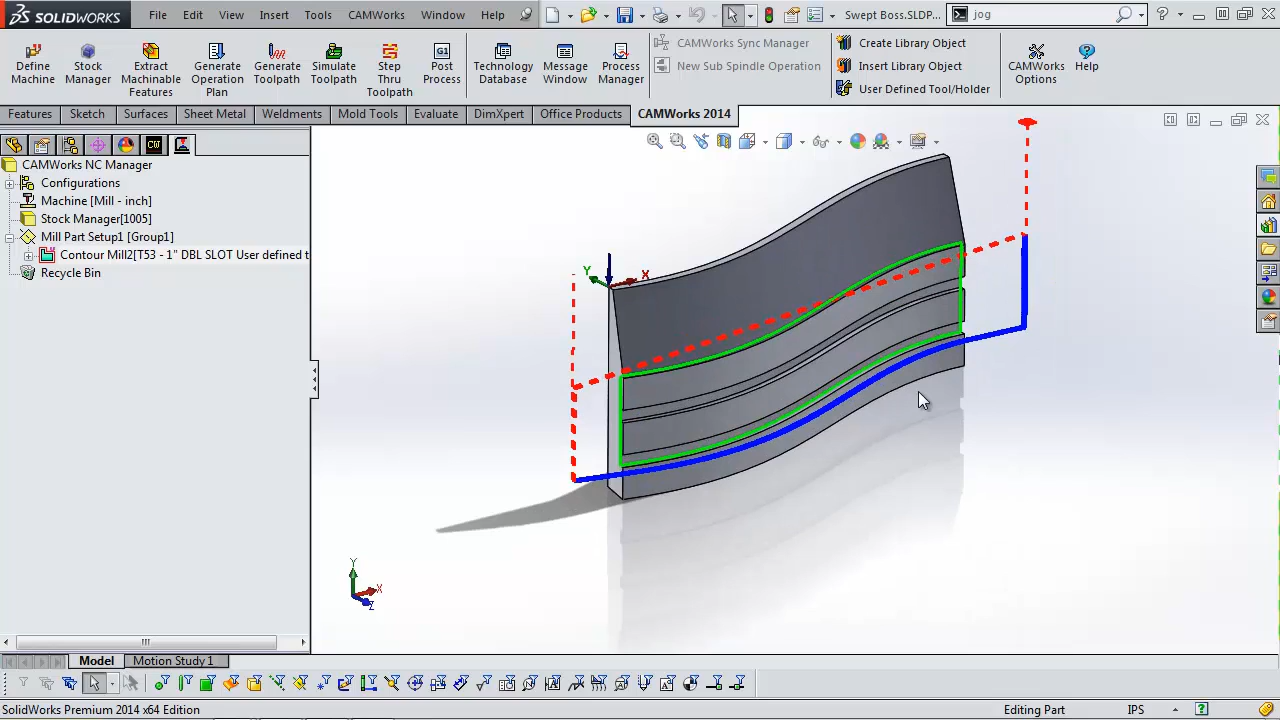 SOLIDWORKS File Edit View Insert Tools CAMWorks Window Help Swept Boss.SLDP... jog
Define Machine
Stock Manager
Extract Machinable Features
Generate Operation Plan
Generate Toolpath
Simulate Toolpath
Step Thru Toolpath
G1
Post Process
Technology Database
Message Window
Process Manager
CAMWorks Sync Manager
New Sub Spindle Operation
Create Library Object
Insert Library Object
User Defined Tool/Holder
CAMWorks Options
Help
Features Sketch Surfaces Sheet Metal Weldments Mold Tools Evaluate DimXpert Office Products CAMWorks 2014
CW
CAMWorks NC Manager
Configurations
Machine [Mill - inch]
Stock Manager[1005]
Mill Part Setup1 [Group1]
Contour Mill2[T53 - 1" DBL SLOT User defined t
Recycle Bin
Y X
Y
X
Z
Model Motion Study 1
SolidWorks Premium 2014 x64 Edition Editing Part IPS